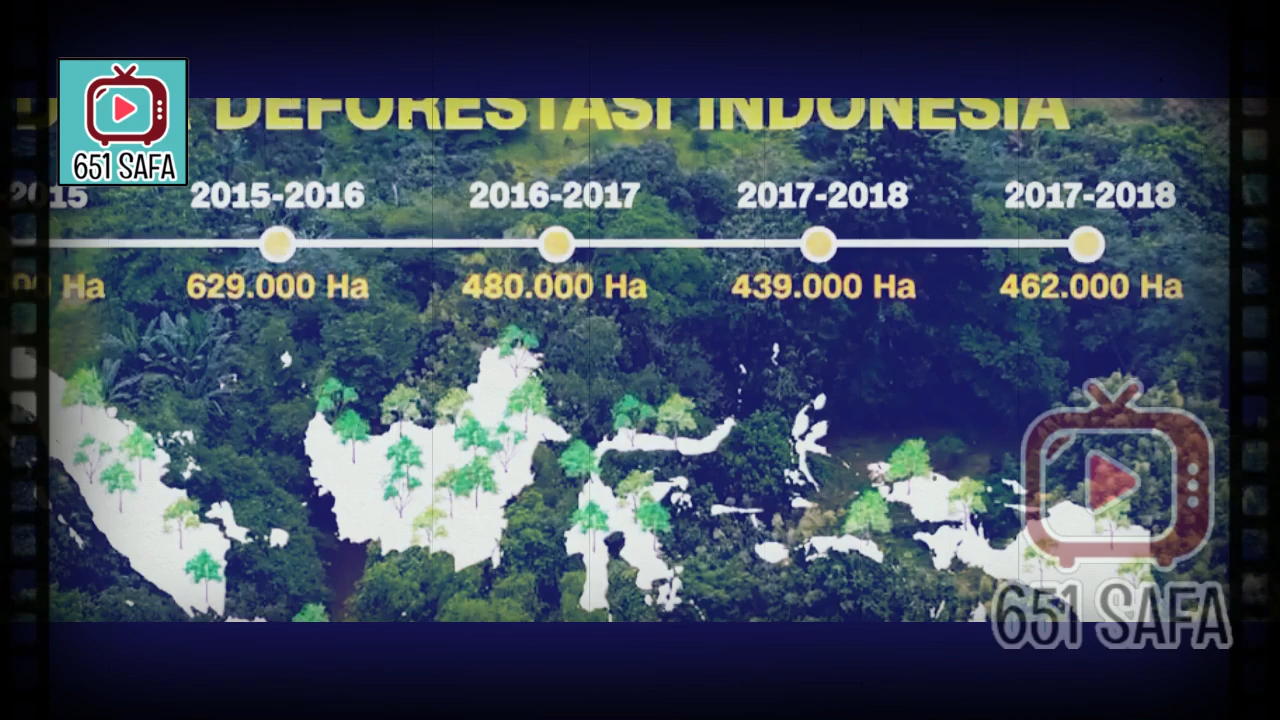 DEFORESTASI INDONESIA
651 SAFA
2015 2015-2016 2016-2017 2017-2018 2017-2018
Ha 629.000 Ha 480.000 Ha 439.000 Ha 462.000 Ha
651 SAFA